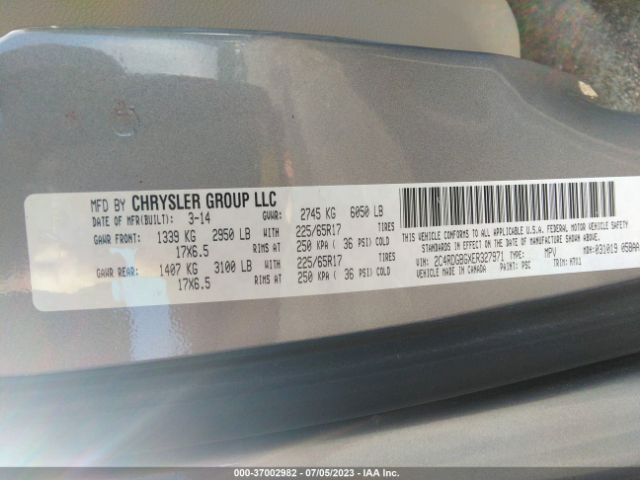 MFD BY CHRYSLER GROUP LLC
DATE OF MFR(BUILT): 3-14 GVWR: 2745 KG 6050 LB
GAWR FRONT: 1339 KG 2950 LB WITH 225/65R17 TIRES
17X6.5 RIMS AT 250 KPA ( 36 PSI) COLD
GAWR REAR: 1407 KG 3100 LB WITH 225/65R17 TIRES
17X6.5 RIMS AT 250 KPA ( 36 PSI) COLD
THIS VEHICLE CONFORMS TO ALL APPLICABLE U.S.A. FEDERAL MOTOR VEHICLE SAFETY
STANDARDS IN EFFECT ON THE DATE OF MANUFACTURE SHOWN ABOVE.
VIN: 2C4RDGBGXER327971 TYPE: MPV MDH:031019 058AA
VEHICLE MADE IN CANADA PAINT: PSC TRIM:
000-37002982 - 07/05/2023 - IAA Inc.